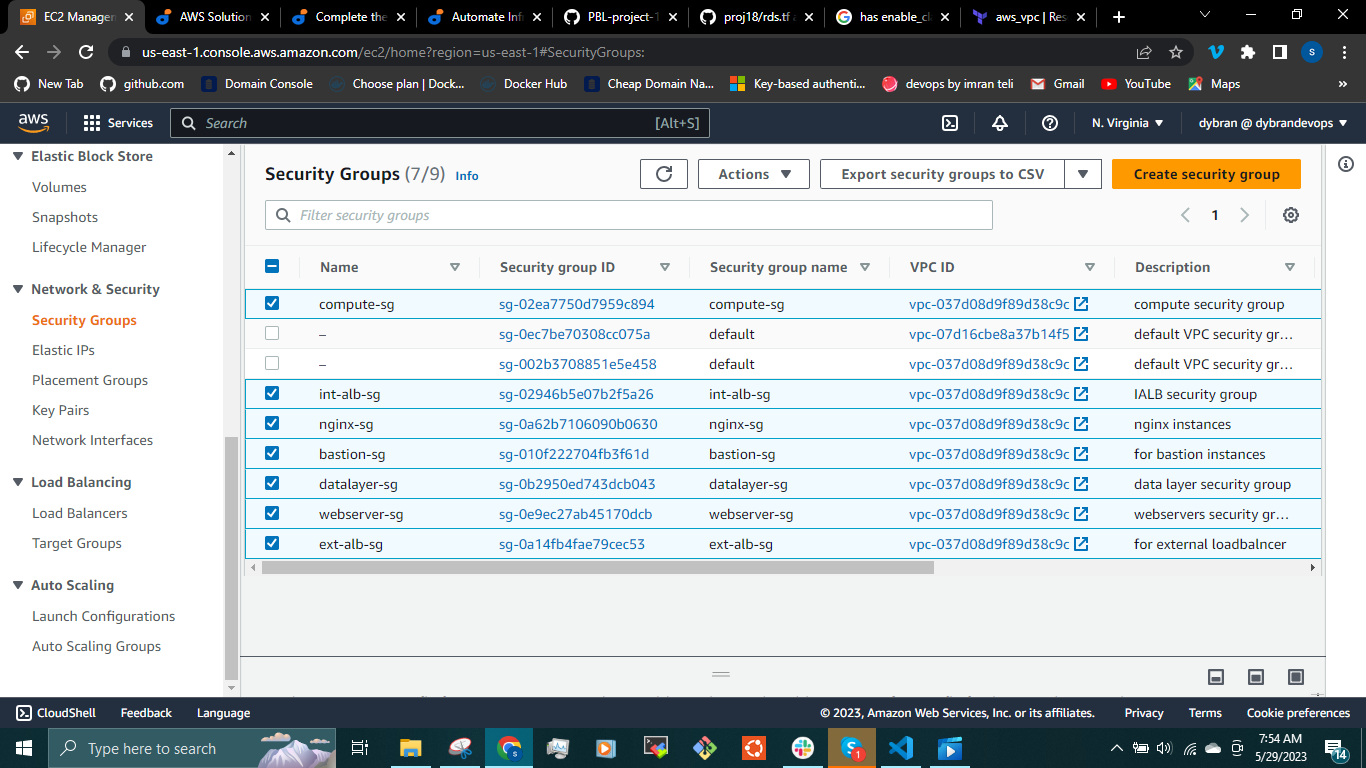 EC2 Managem
AWS Solution
Complete the
Automate Infr
PBL-project-1
proj18/rds.tf a
has enable_cla
aws_vpc | Res
us-east-1.console.aws.amazon.com/ec2/home?region=us-east-1#SecurityGroups:
S
New Tab
github.com
Domain Console
Choose plan | Dock...
Docker Hub
Cheap Domain Na...
Key-based authenti...
devops by imran teli
Gmail
YouTube
Maps
»
aws
Services
Search
[Alt+S]
N. Virginia
dybran @ dybrandevops
Elastic Block Store
Volumes
Snapshots
Lifecycle Manager
Network & Security
Security Groups
Elastic IPs
Placement Groups
Key Pairs
Network Interfaces
Load Balancing
Load Balancers
Target Groups
Auto Scaling
Launch Configurations
Auto Scaling Groups
Security Groups (7/9) Info
Actions
Export security groups to CSV
Create security group
Filter security groups
1
Name Security group ID Security group name VPC ID Description
compute-sg sg-02ea7750d7959c894 compute-sg vpc-037d08d9f89d38c9c compute security group
– sg-0ec7be70308cc075a default vpc-07d16cbe8a37b14f5 default VPC security gr...
– sg-002b3708851e5e458 default vpc-037d08d9f89d38c9c default VPC security gr...
int-alb-sg sg-02946b5e07b2f5a26 int-alb-sg vpc-037d08d9f89d38c9c IALB security group
nginx-sg sg-0a62b7106090b0630 nginx-sg vpc-037d08d9f89d38c9c nginx instances
bastion-sg sg-010f222704fb3f61d bastion-sg vpc-037d08d9f89d38c9c for bastion instances
datalayer-sg sg-0b2950ed743dcb043 datalayer-sg vpc-037d08d9f89d38c9c data layer security group
webserver-sg sg-0e9ec27ab45170dcb webserver-sg vpc-037d08d9f89d38c9c webservers security gr...
ext-alb-sg sg-0a14fb4fae79cec53 ext-alb-sg vpc-037d08d9f89d38c9c for external loadbalncer
CloudShell
Feedback
Language
© 2023, Amazon Web Services, Inc. or its affiliates.
Privacy
Terms
Cookie preferences
Type here to search
1
7:54 AM
5/29/2023
14